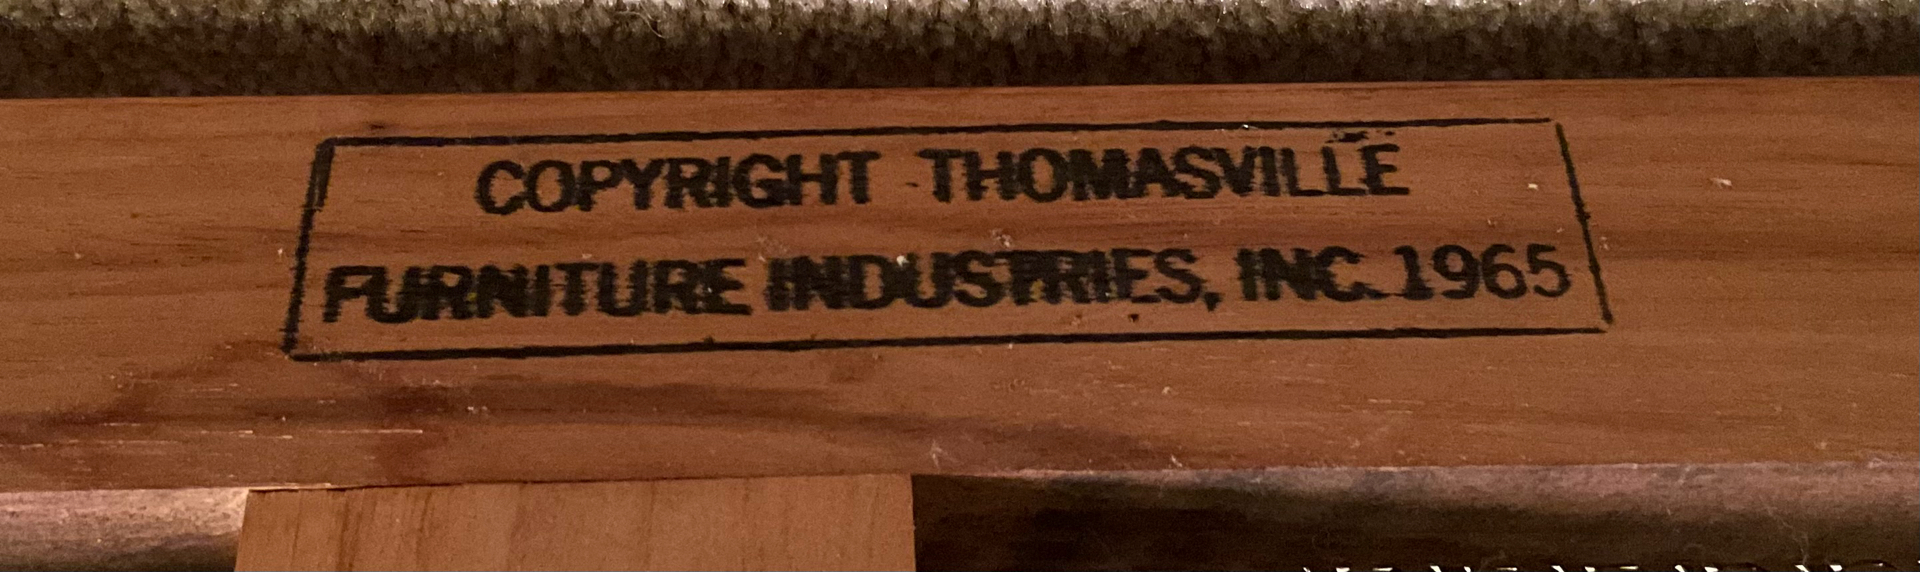 COPYRIGHT THOMASVILLE
FURNITURE INDUSTRIES, INC. 1965